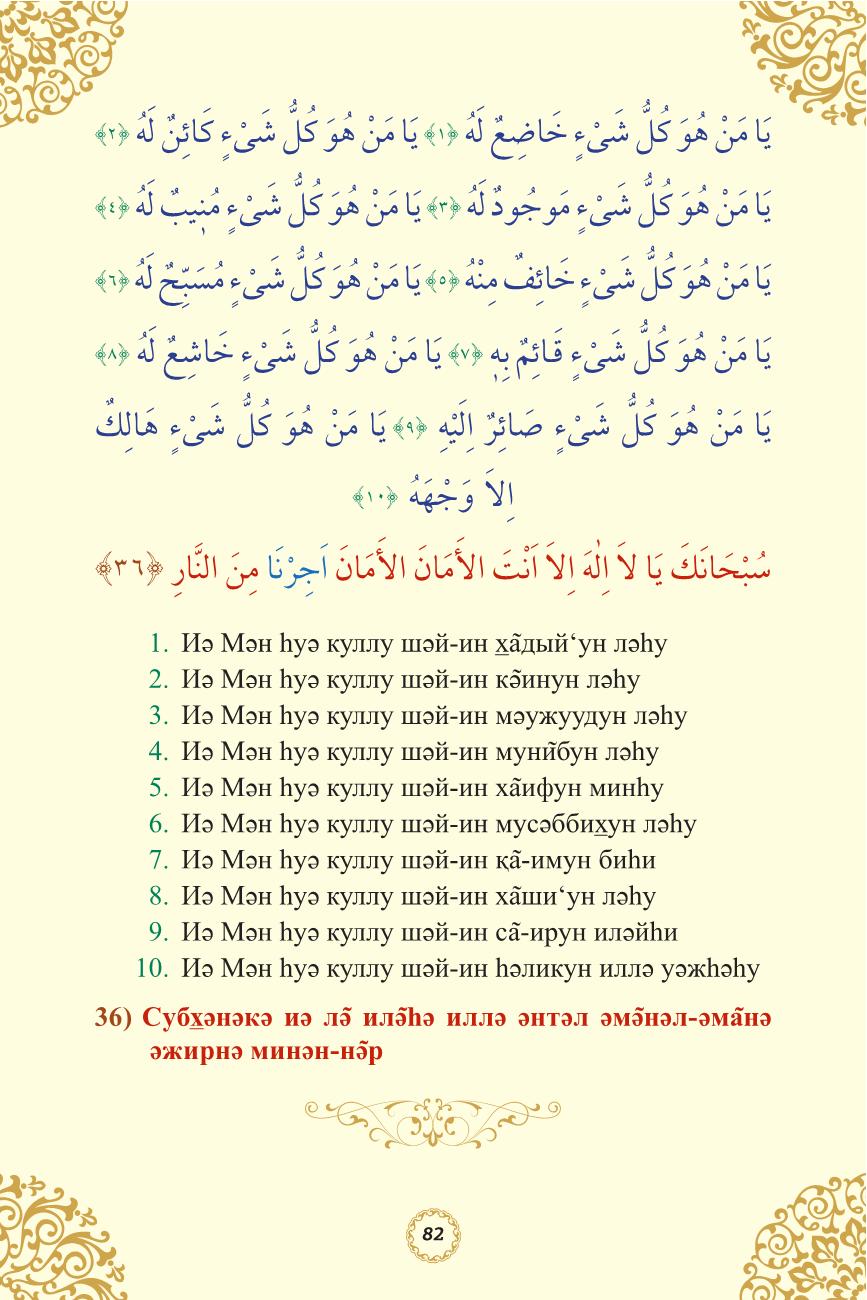 يَا مَنْ هُوَ كُلُّ شَىْءٍ خَاضِعٌ لَهُ ﴿١﴾ يَا مَنْ هُوَ كُلُّ شَىْءٍ كَائِنٌ لَهُ ﴿٢﴾
يَا مَنْ هُوَ كُلُّ شَىْءٍ مَوجُودٌ لَهُ ﴿٣﴾ يَا مَنْ هُوَ كُلُّ شَىْءٍ مُنٖيبٌ لَهُ ﴿٤﴾
يَا مَنْ هُوَ كُلُّ شَىْءٍ خَائِفٌ مِنْهُ ﴿٥﴾ يَا مَنْ هُوَ كُلُّ شَىْءٍ مُسَبِّحٌ لَهُ ﴿٦﴾
يَا مَنْ هُوَ كُلُّ شَىْءٍ قَائِمٌ بِهٖ ﴿٧﴾ يَا مَنْ هُوَ كُلُّ شَىْءٍ خَاشِعٌ لَهُ ﴿٨﴾
يَا مَنْ هُوَ كُلُّ شَىْءٍ صَائِرٌ اِلَيْهِ ﴿٩﴾ يَا مَنْ هُوَ كُلُّ شَىْءٍ هَالِكٌ
اِلاَ وَجْهَهُ ﴿١٠﴾
سُبْحَانَكَ يَا لاَ اِلٰهَ اِلاَ اَنْتَ الأَمَانَ الأَمَانَ اَجِرْنَا مِنَ النَّارِ ﴿٣٦﴾
1. Иә Мән һуә куллу шәй-ин х̲а̃дый‘ун ләһу
2. Иә Мән һуә куллу шәй-ин кә̃инун ләһу
3. Иә Мән һуә куллу шәй-ин мәужуудун ләһу
4. Иә Мән һуә куллу шәй-ин муни̃бун ләһу
5. Иә Мән һуә куллу шәй-ин ха̃ифун минһу
6. Иә Мән һуә куллу шәй-ин мусәббих̲ун ләһу
7. Иә Мән һуә куллу шәй-ин қа̃-имун биһи
8. Иә Мән һуә куллу шәй-ин ха̃ши‘ун ләһу
9. Иә Мән һуә куллу шәй-ин са̃-ирун иләйһи
10. Иә Мән һуә куллу шәй-ин һәликун иллә уәжһәһу
36) Субх̲әнәкә иә лә̃ илә̃һә иллә әнтәл әмә̃нәл-әма̃нә
әжирнә минән-нә̃р
82